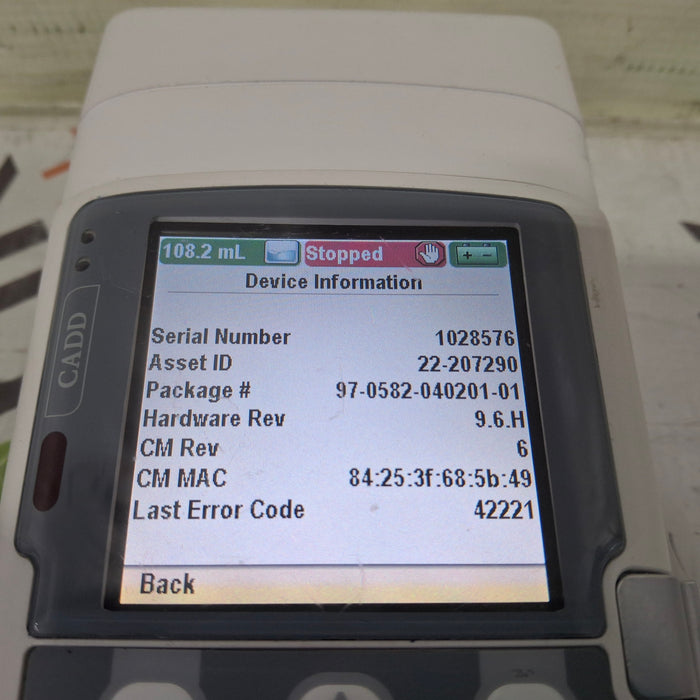 108.2 mL Stopped + -
Device Information
Serial Number 1028576
Asset ID 22-207290
Package # 97-0582-040201-01
Hardware Rev 9.6.H
CM Rev 6
CM MAC 84:25:3f:68:5b:49
Last Error Code 42221
Back
CADD